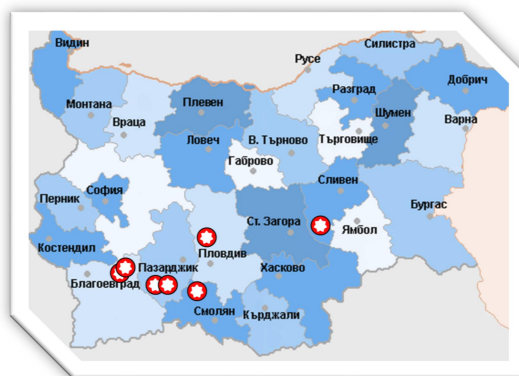 Видин
Силистра
Русе
Добрич
Разград
Монтана
Плевен
Шумен
Враца
Варна
Ловеч
В. Търново
Търговище
Габрово
София
Сливен
Перник
Бургас
Ст. Загора
Ямбол
Костендил
Пловдив
Пазарджик
Хасково
Благоевград
Смолян
Кърджали